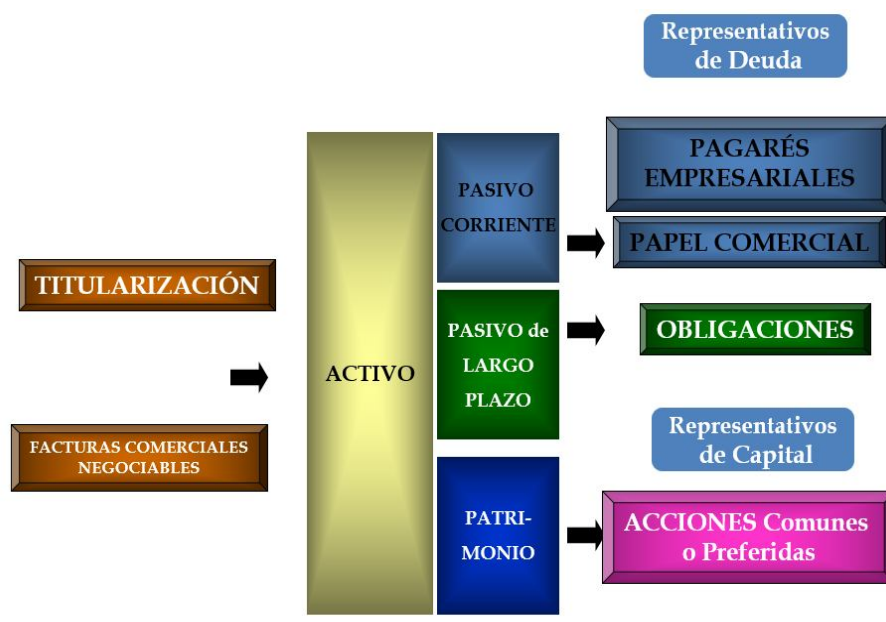 Representativos
de Deuda
PAGARÉS
EMPRESARIALES
PASIVO
CORRIENTE
PAPEL COMERCIAL
TITULARIZACIÓN
OBLIGACIONES
PASIVO de
LARGO
PLAZO
ACTIVO
Representativos
de Capital
FACTURAS COMERCIALES
NEGOCIABLES
PATRI-
MONIO
ACCIONES Comunes
o Preferidas